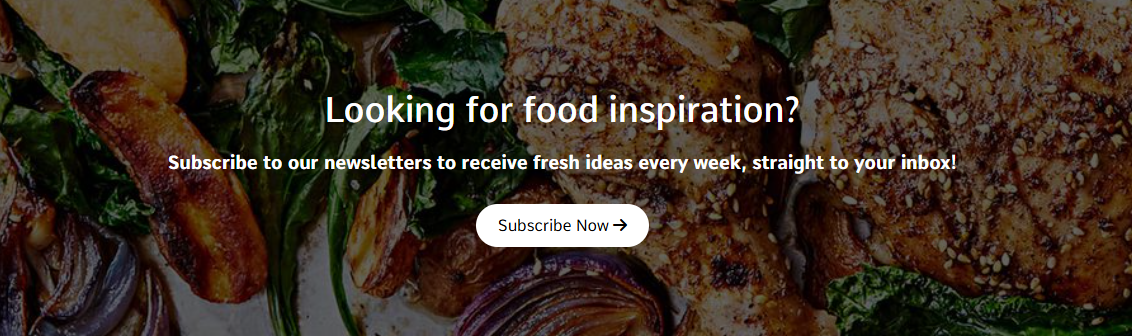 Looking for food inspiration?
Subscribe to our newsletters to receive fresh ideas every week, straight to your inbox!
Subscribe Now →